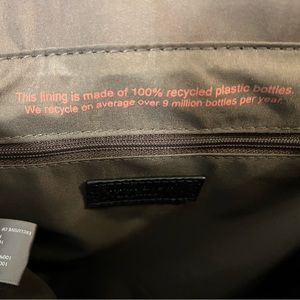 This lining is made of 100% recycled plastic bottles.
We recycle on average over 9 million bottles per year.